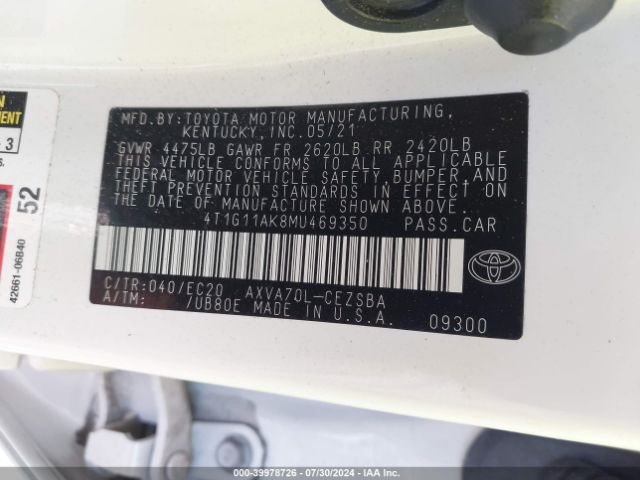 MFD.BY:TOYOTA MOTOR MANUFACTURING,
KENTUCKY,INC.05/21
GVWR 4475LB GAWR FR 2620LB RR 2420LB
THIS VEHICLE CONFORMS TO ALL APPLICABLE
FEDERAL MOTOR VEHICLE SAFETY, BUMPER, AND
THEFT PREVENTION STANDARDS IN EFFECT ON
THE DATE OF MANUFACTURE SHOWN ABOVE.
4T1G11AK8MU469350 PASS.CAR
C/TR:040/EC20 AXVA70L-CEZSBA
A/TM: /UB80E MADE IN U.S.A.
09300
TOYOTA
52
42661-06B40
3
000-39978726 / 07/30/2024 / IAA Inc.